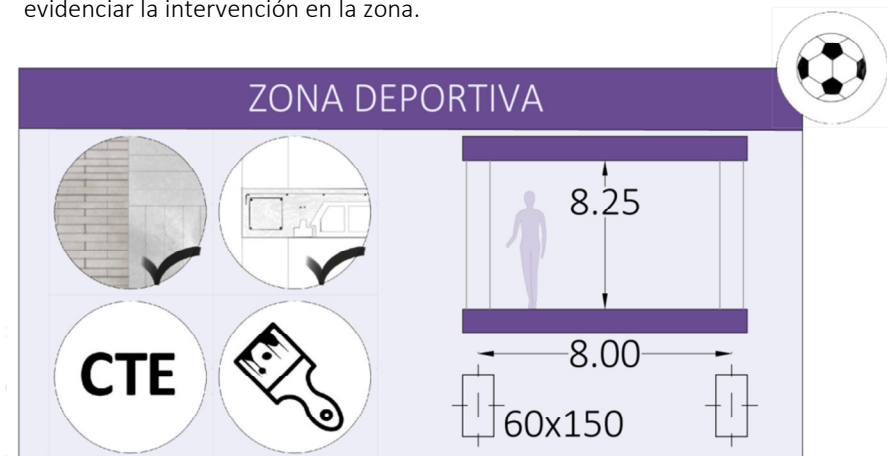 evidenciar la intervención en la zona.
ZONA DEPORTIVA
8.25
CTE
8.00
60x150